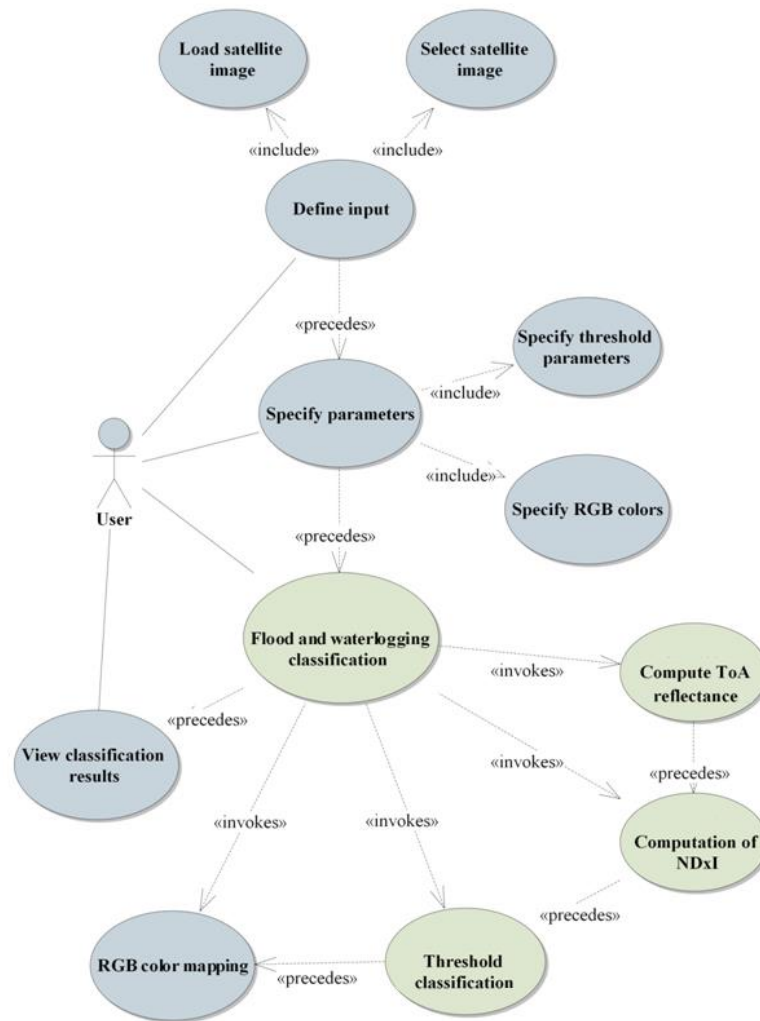 Load satellite
image
Select satellite
image
«include»
«include»
Define input
«precedes»
Specify threshold
parameters
«include»
Specify parameters
«include»
Specify RGB colors
User
«precedes»
Flood and waterlogging
classification
«invokes»
Compute ToA
reflectance
«precedes»
View classification
results
«invokes»
«precedes»
«invokes»
«invokes»
Computation of
NDxI
«precedes»
RGB color mapping
«precedes»
Threshold
classification